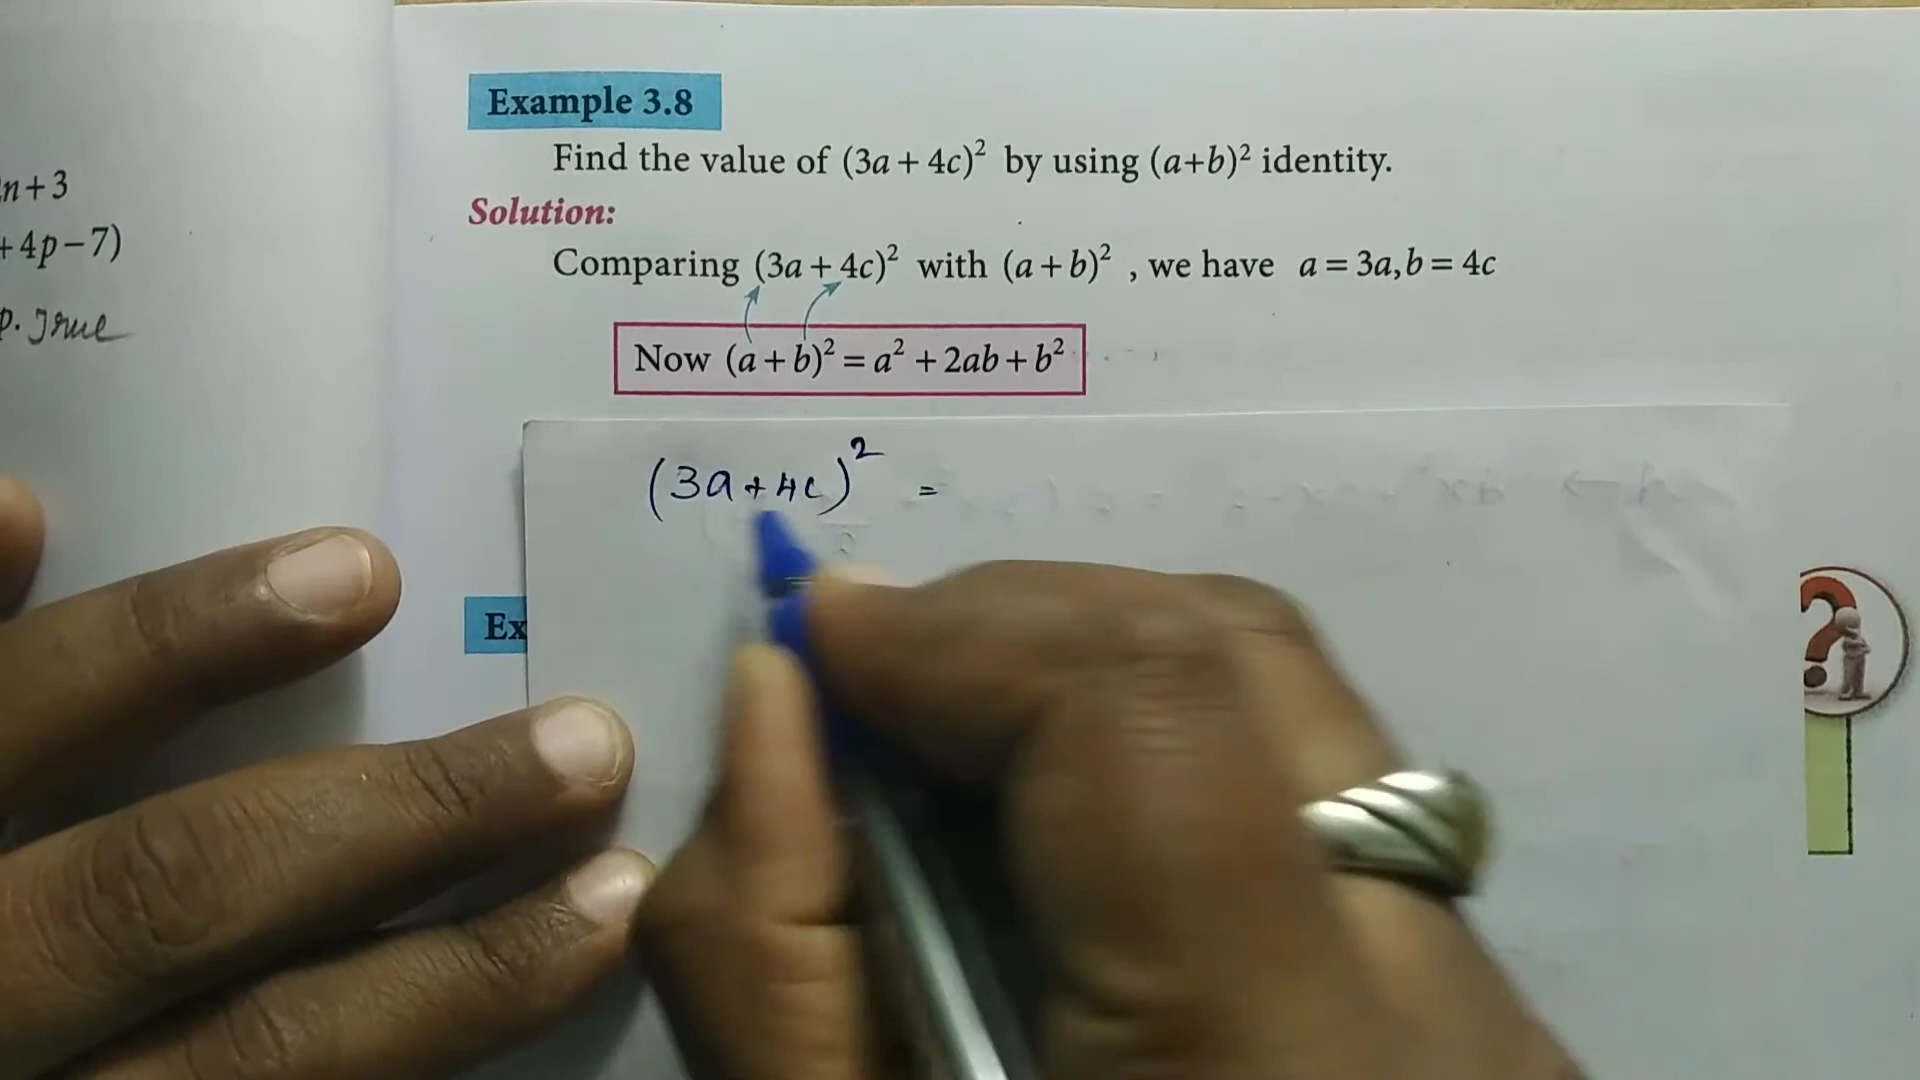 n+3
+4p−7)
p. True
Example 3.8
Find the value of (3a + 4c)² by using (a+b)² identity.
Solution:
Comparing (3a + 4c)² with (a + b)² , we have a = 3a, b = 4c
Now (a + b)² = a² + 2ab + b²
(3a+4c)² =
Ex